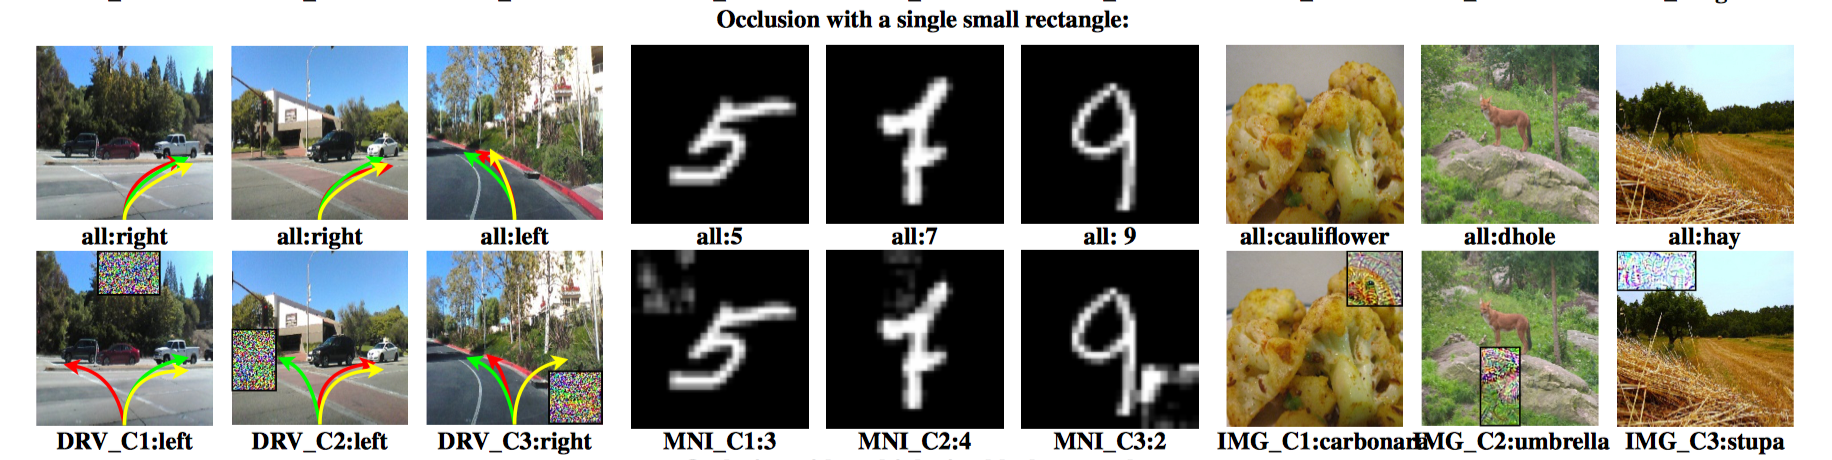 Occlusion with a single small rectangle:
all:right all:right all:left all:5 all:7 all: 9 all:cauliflower all:dhole all:hay
DRV_C1:left DRV_C2:left DRV_C3:right MNI_C1:3 MNI_C2:4 MNI_C3:2 IMG_C1:carbonara IMG_C2:umbrella IMG_C3:stupa